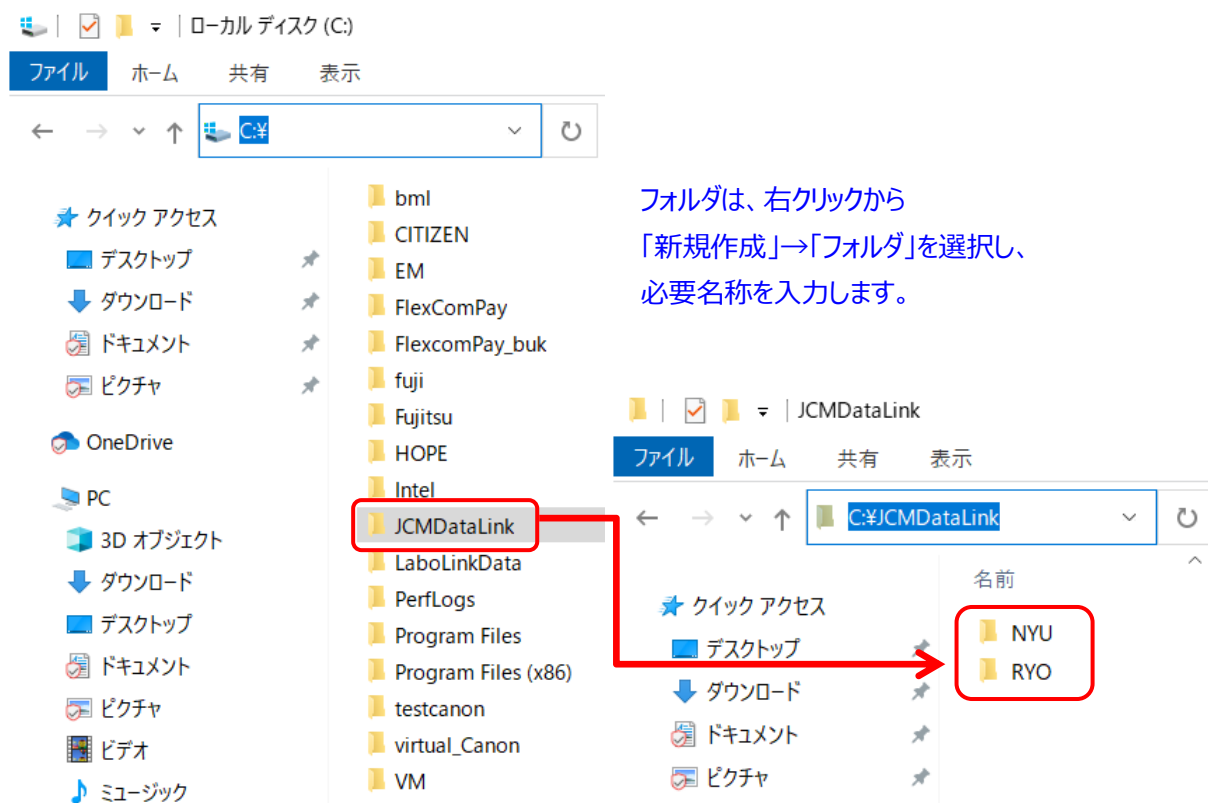 ローカル ディスク (C:)
ファイル ホーム 共有 表示
C:¥
クイック アクセス
デスクトップ
ダウンロード
ドキュメント
ピクチャ
OneDrive
PC
3D オブジェクト
ダウンロード
デスクトップ
ドキュメント
ピクチャ
ビデオ
ミュージック
bml
CITIZEN
EM
FlexComPay
FlexcomPay_buk
fuji
Fujitsu
HOPE
Intel
JCMDataLink
LaboLinkData
PerfLogs
Program Files
Program Files (x86)
testcanon
virtual_Canon
VM
フォルダは、右クリックから
「新規作成」→「フォルダ」を選択し、
必要名称を入力します。
JCMDataLink
ファイル ホーム 共有 表示
C:¥JCMDataLink
クイック アクセス
デスクトップ
ダウンロード
ドキュメント
ピクチャ
名前
NYU
RYO